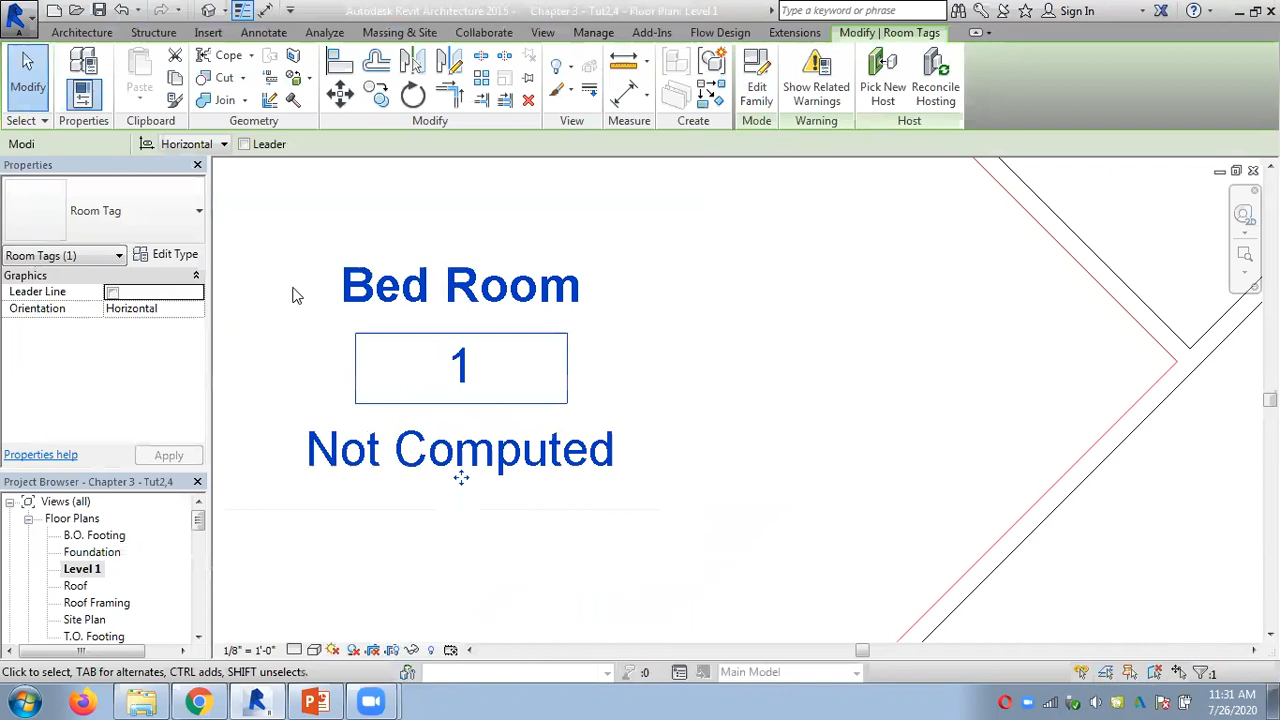 Autodesk Revit Architecture 2015 - Chapter 3 - Tut2,4 - Floor Plan: Level 1
Type a keyword or phrase
Sign In
Architecture Structure Insert Annotate Analyze Massing & Site Collaborate View Manage Add-Ins Flow Design Extensions Modify | Room Tags
Modify
Paste
Cope
Cut
Join
Edit Family
Show Related Warnings
Pick New Host
Reconcile Hosting
Select Properties Clipboard Geometry Modify View Measure Create Mode Warning Host
Modi
Horizontal
Leader
Properties
Room Tag
Room Tags (1)
Edit Type
Graphics
Leader Line
Orientation Horizontal
Properties help
Apply
Project Browser - Chapter 3 - Tut2,4
Views (all)
Floor Plans
B.O. Footing
Foundation
Level 1
Roof
Roof Framing
Site Plan
T.O. Footing
Bed Room
1
Not Computed
2D
1/8" = 1'-0"
Click to select, TAB for alternates, CTRL adds, SHIFT unselects.
:0
Main Model
:1
11:31 AM
7/26/2020